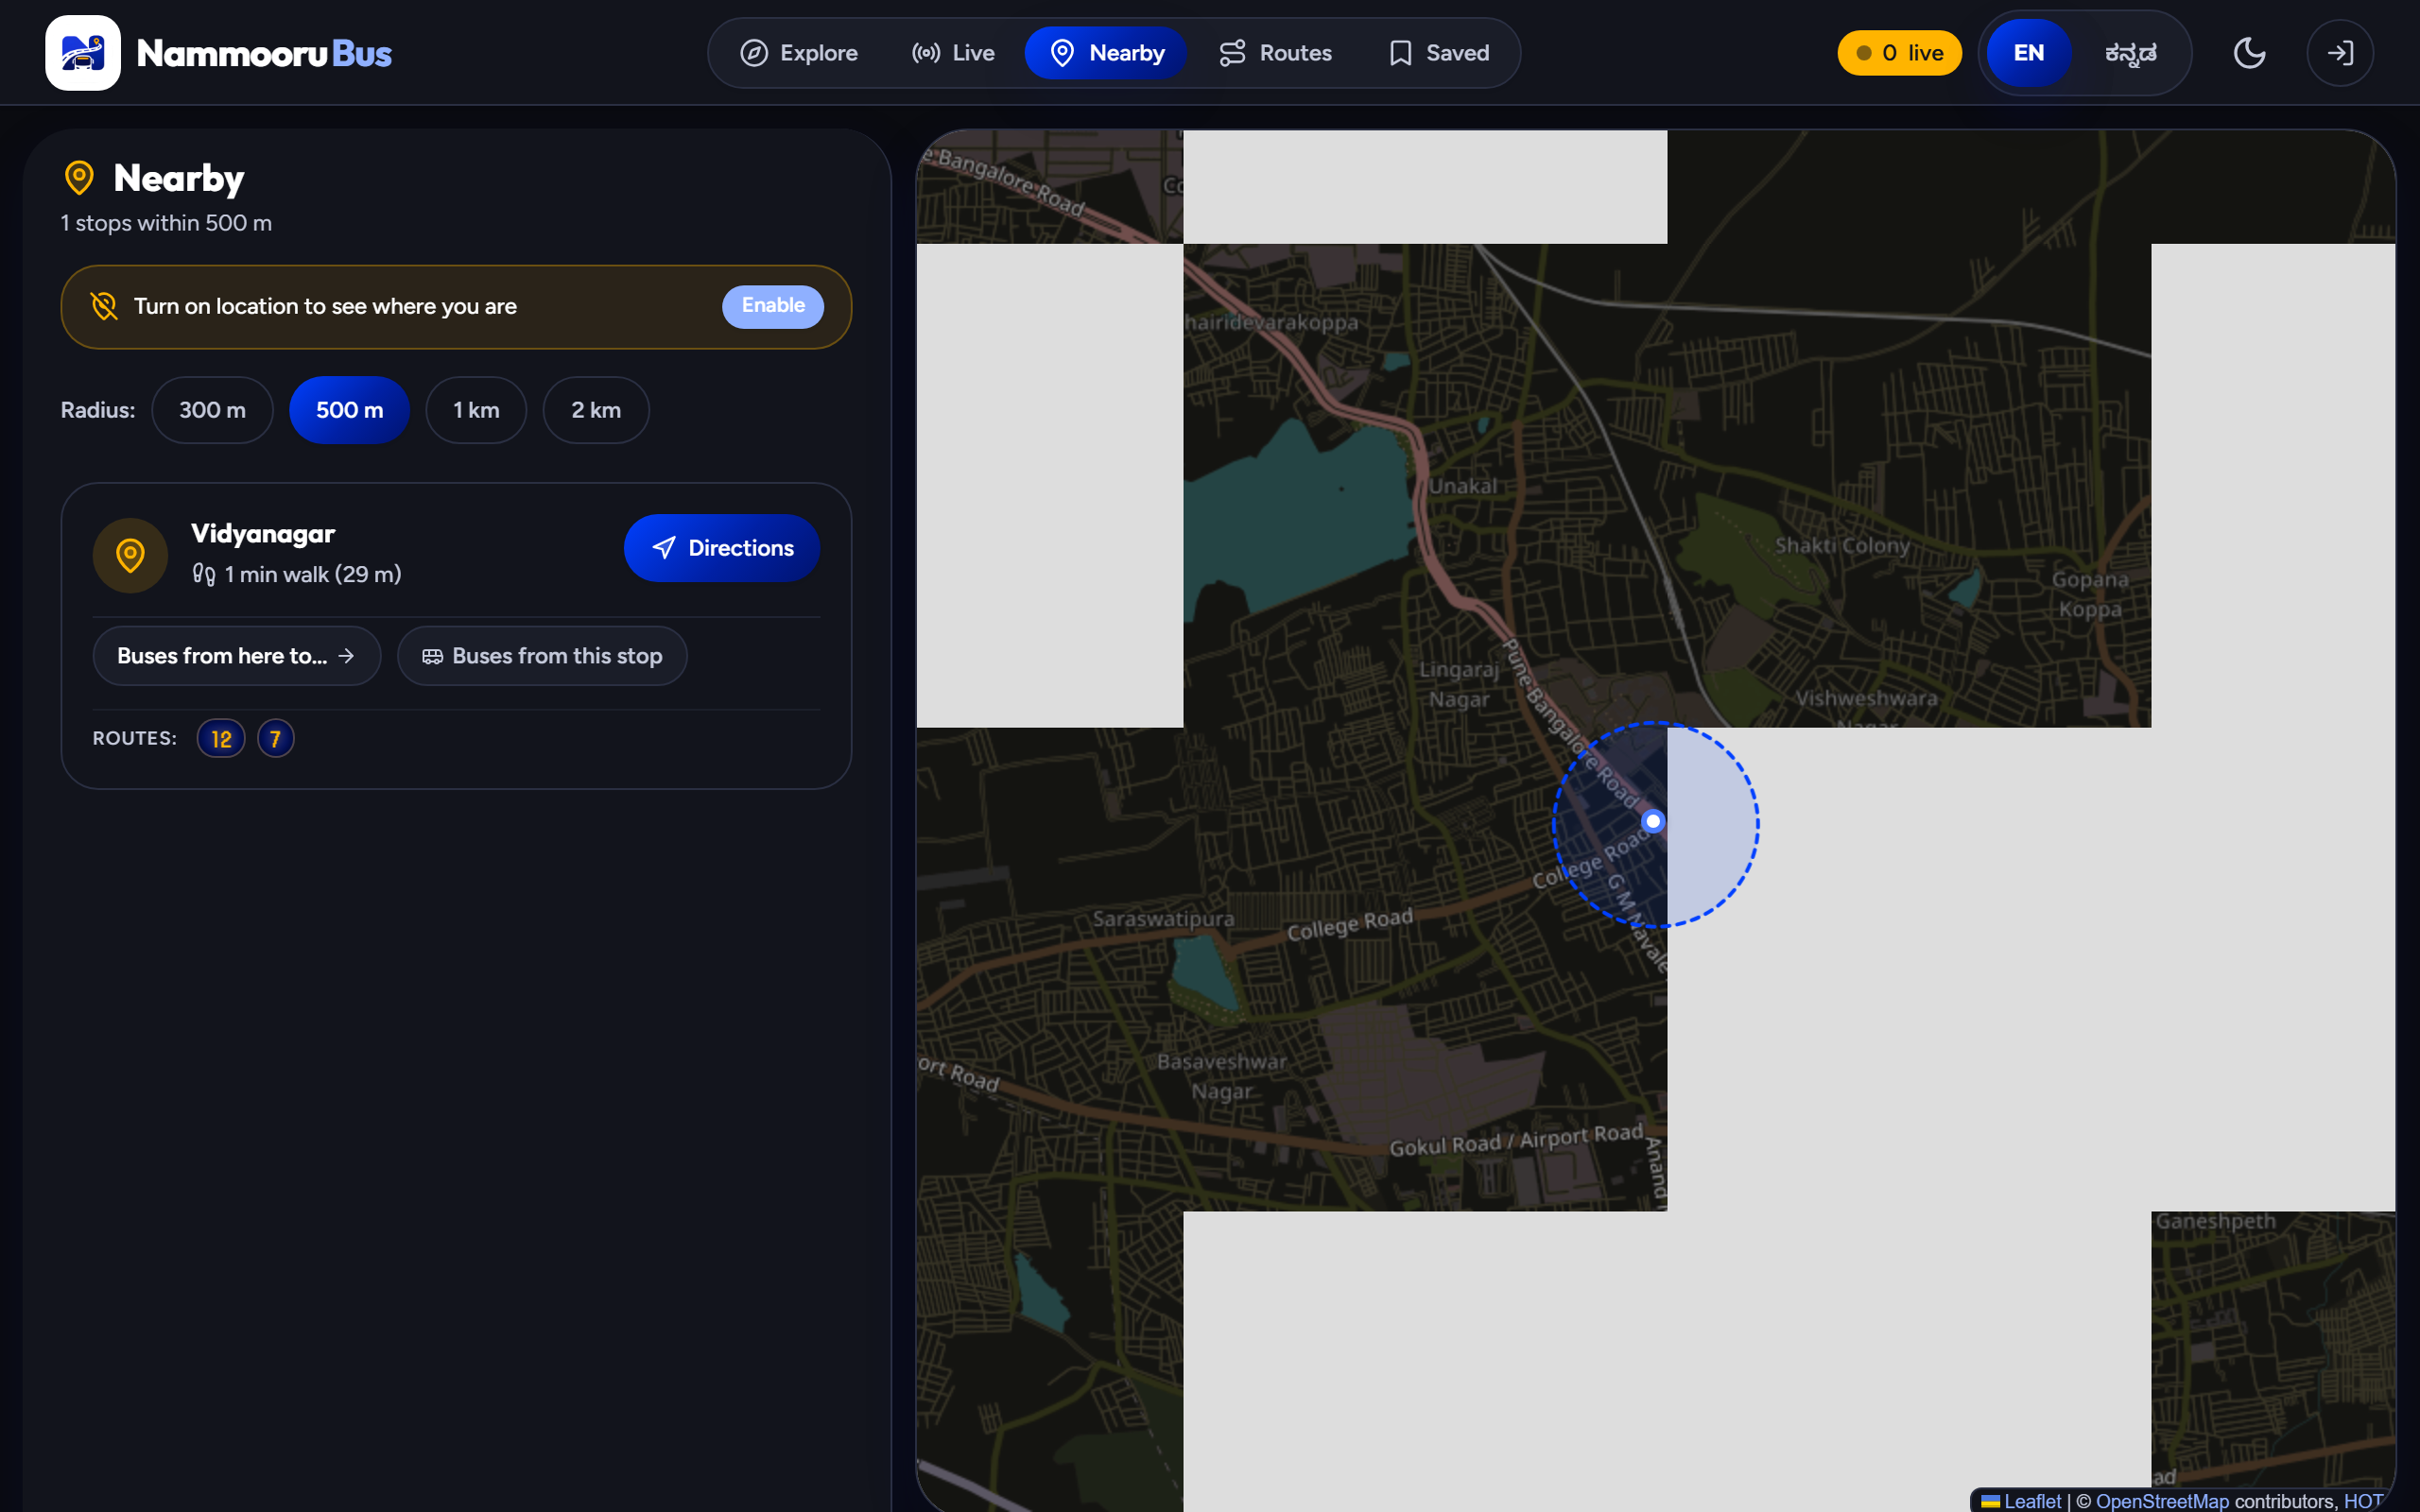 Nammooru Bus
Explore
Live
Nearby
Routes
Saved
0 live
EN
ಕನ್ನಡ
Nearby
1 stops within 500 m
Turn on location to see where you are
Enable
Radius:
300 m
500 m
1 km
2 km
Vidyanagar
1 min walk (29 m)
Directions
Buses from here to...
Buses from this stop
ROUTES:
12
7
e Bangalore Road
Co
hairidevarakoppa
Unakal
Shakti Colony
Gopana
Koppa
Lingaraj
Nagar
Pune Bangalore Road
Vishweshwara
Nagar
College Road
G M Navale
Saraswatipura
College Road
Basaveshwar
Nagar
ort Road
Gokul Road / Airport Road
Anand
Ganeshpeth
ad
Leaflet | © OpenStreetMap contributors, HOT